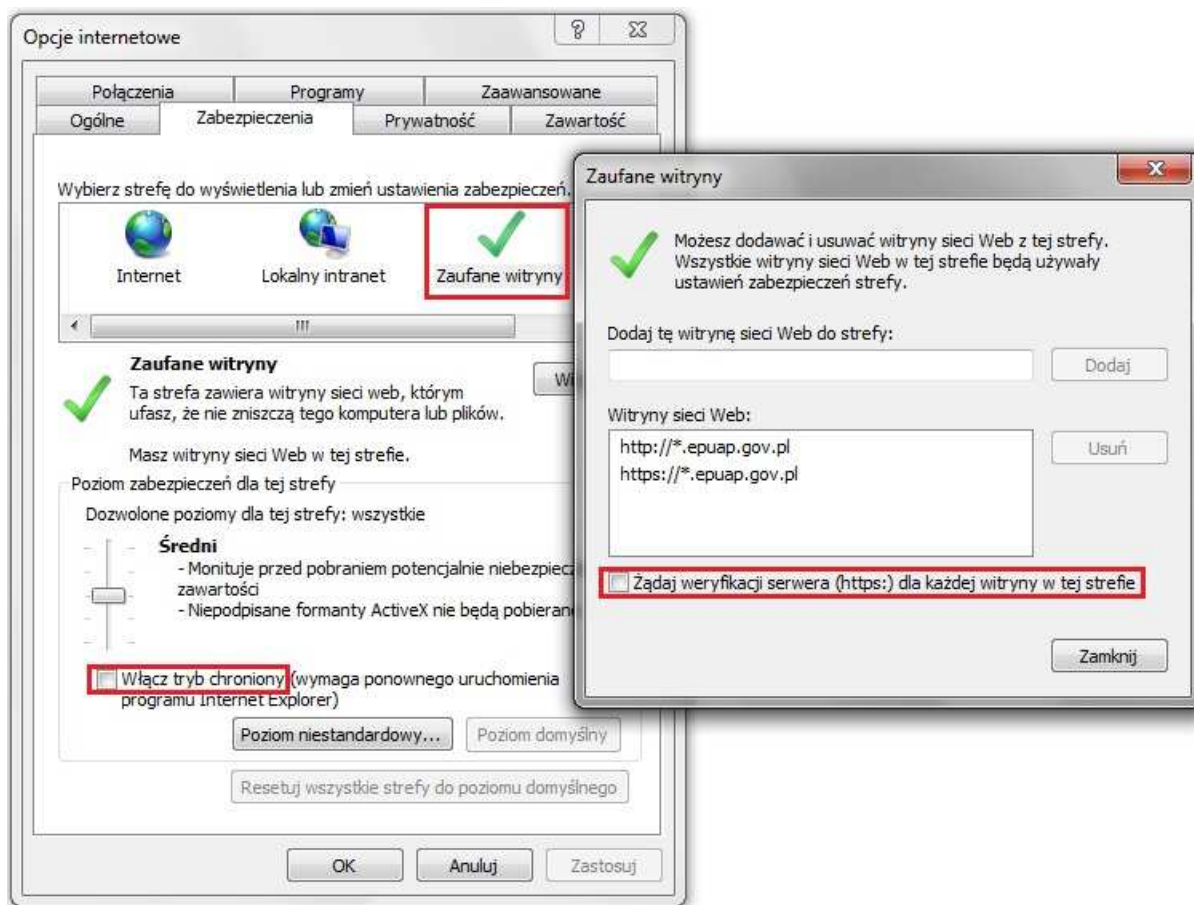 Opcje internetowe
Połączenia Programy Zaawansowane
Ogólne Zabezpieczenia Prywatność Zawartość
Wybierz strefę do wyświetlenia lub zmień ustawienia zabezpieczeń.
Internet Lokalny intranet Zaufane witryny
Zaufane witryny
Ta strefa zawiera witryny sieci web, którym
ufasz, że nie zniszczą tego komputera lub plików.
Masz witryny sieci Web w tej strefie.
Poziom zabezpieczeń dla tej strefy
Dozwolone poziomy dla tej strefy: wszystkie
Średni
- Monituje przed pobraniem potencjalnie
zawartości
- Niepodpisane formanty ActiveX nie będą
Włącz tryb chroniony (wymaga ponownego uruchomienia
programu Internet Explorer)
Poziom niestandardowy... Poziom domyślny
Resetuj wszystkie strefy do poziomu domyślnego
OK Anuluj Zastosuj
Zaufane witryny
Możesz dodawać i usuwać witryny sieci Web z tej strefy.
Wszystkie witryny sieci Web w tej strefie będą używały
ustawień zabezpieczeń strefy.
Dodaj tę witrynę sieci Web do strefy:
Dodaj
Witryny sieci Web:
http://*.epuap.gov.pl
https://*.epuap.gov.pl
Usuń
Żądaj weryfikacji serwera (https:) dla każdej witryny w tej strefie
Zamknij